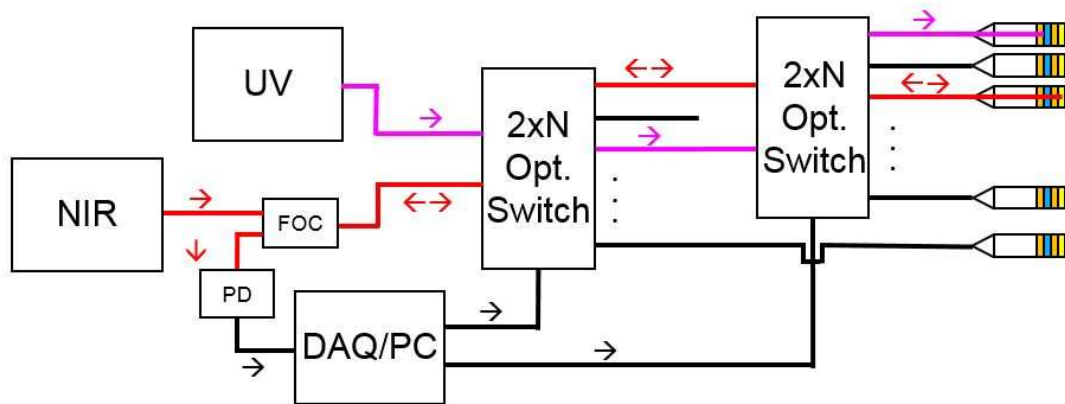 UV
NIR
FOC
PD
DAQ/PC
2xN
Opt.
Switch
2xN
Opt.
Switch